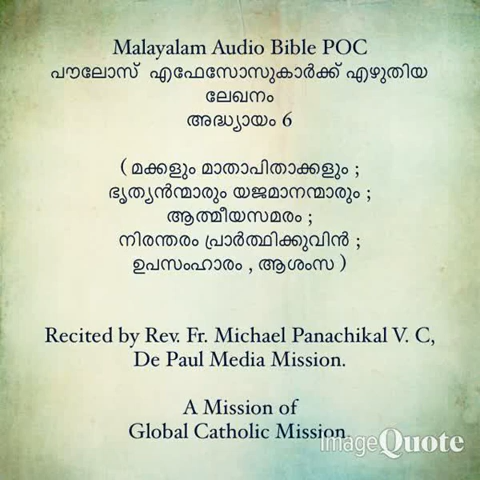 Malayalam Audio Bible POC
പൗലോസ് എഫേസോസുകാർക്ക് എഴുതിയ
ലേഖനം
അദ്ധ്യായം 6
( മക്കളും മാതാപിതാക്കളും ;
ഭൃത്യൻന്മാരും യജമാനന്മാരും ;
ആത്മീയസമരം ;
നിരന്തരം പ്രാർത്ഥിക്കുവിൻ ;
ഉപസംഹാരം , ആശംസ )
Recited by Rev. Fr. Michael Panachikal V. C,
De Paul Media Mission.
A Mission of
Global Catholic Mission
ImageQuote